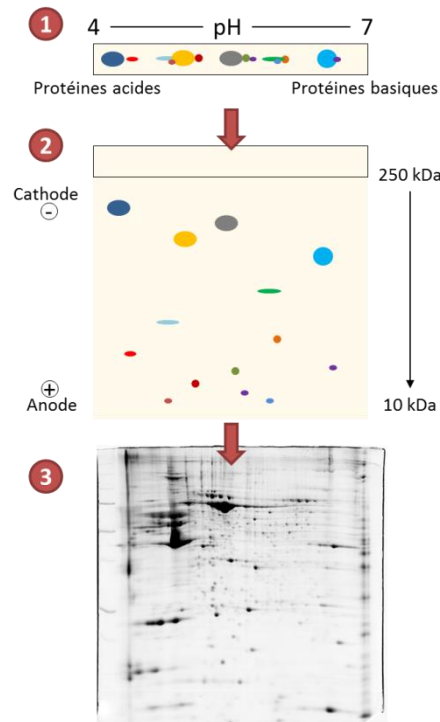 1
4 — pH — 7
Protéines acides
Protéines basiques
2
250 kDa
Cathode
-
+
Anode
10 kDa
3